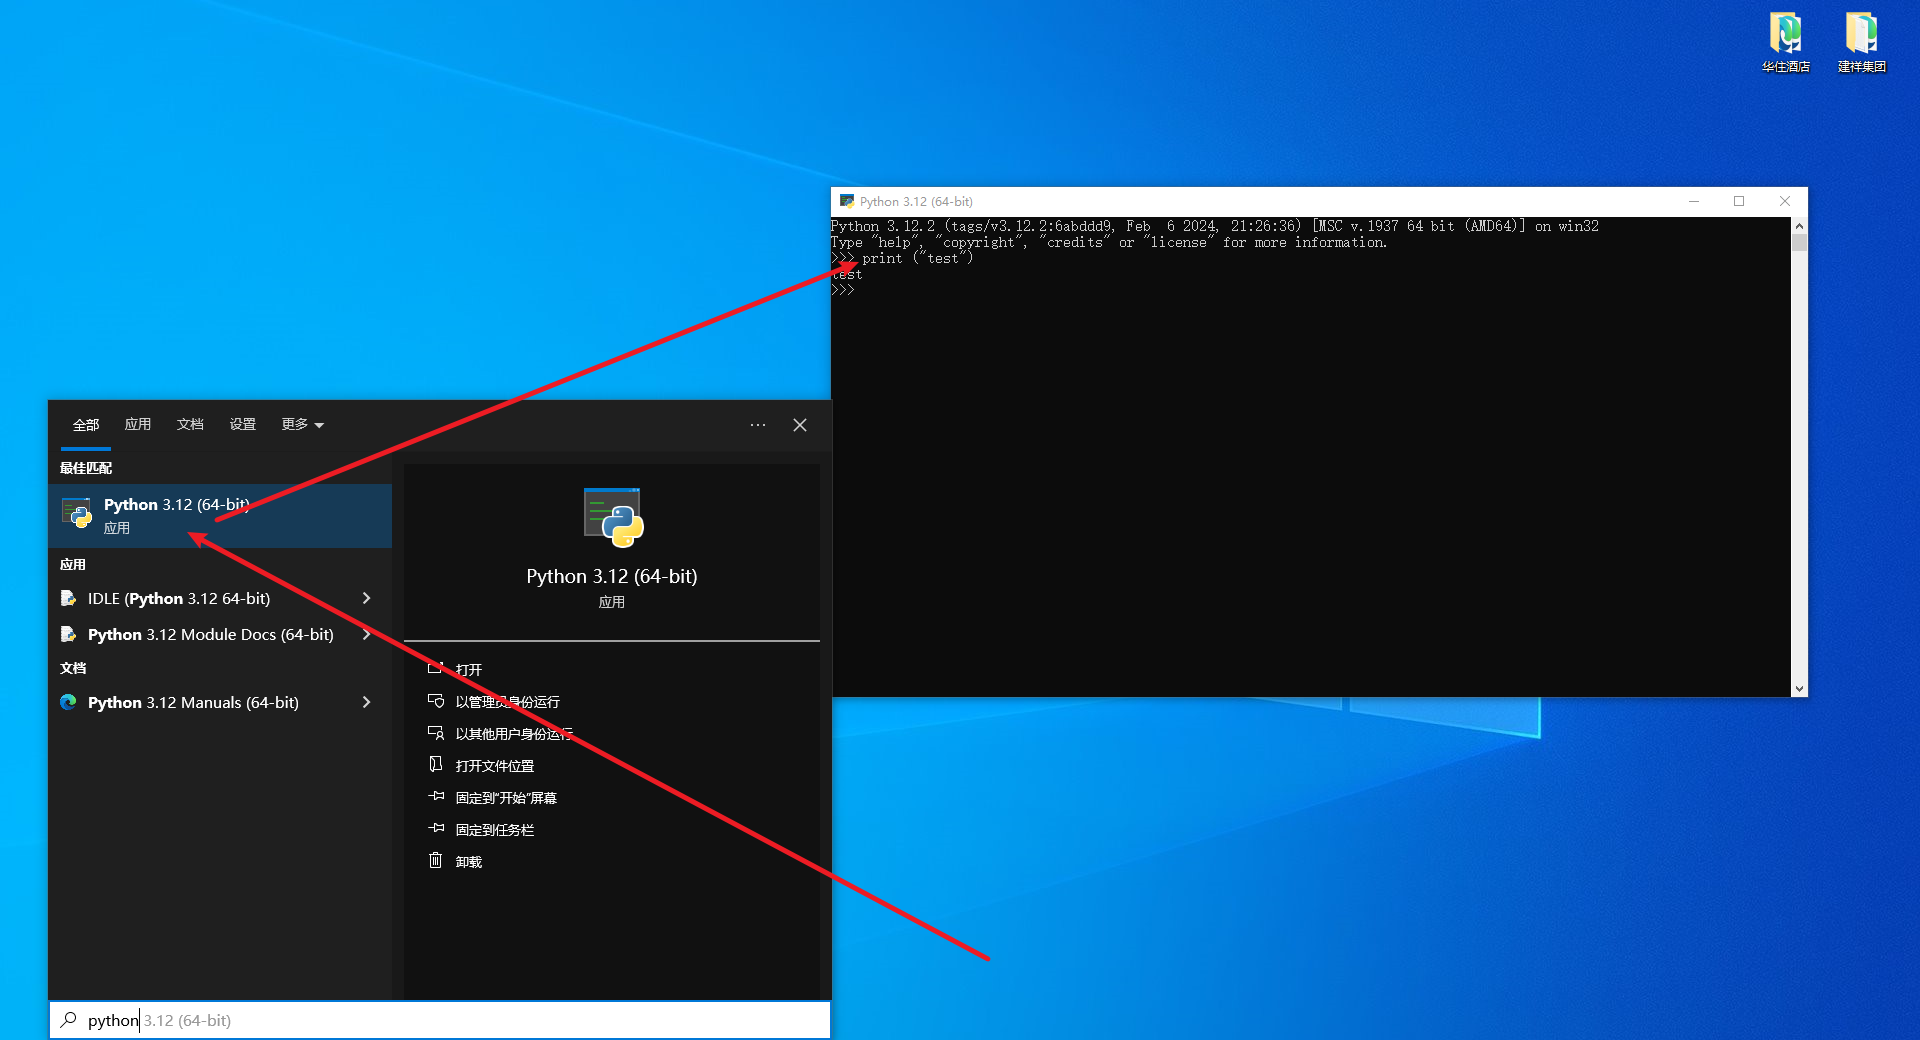 华住酒店
建祥集团
Python 3.12 (64-bit)
Python 3.12.2 (tags/v3.12.2:6abddd9, Feb  6 2024, 21:26:36) [MSC v.1937 64 bit (AMD64)] on win32
Type "help", "copyright", "credits" or "license" for more information.
>>> print ("test")
test
>>>
全部
应用
文档
设置
更多
最佳匹配
Python 3.12 (64-bit)
应用
应用
IDLE (Python 3.12 64-bit)
Python 3.12 Module Docs (64-bit)
文档
Python 3.12 Manuals (64-bit)
Python 3.12 (64-bit)
应用
打开
以管理员身份运行
以其他用户身份运行
打开文件位置
固定到"开始"屏幕
固定到任务栏
卸载
python 3.12 (64-bit)